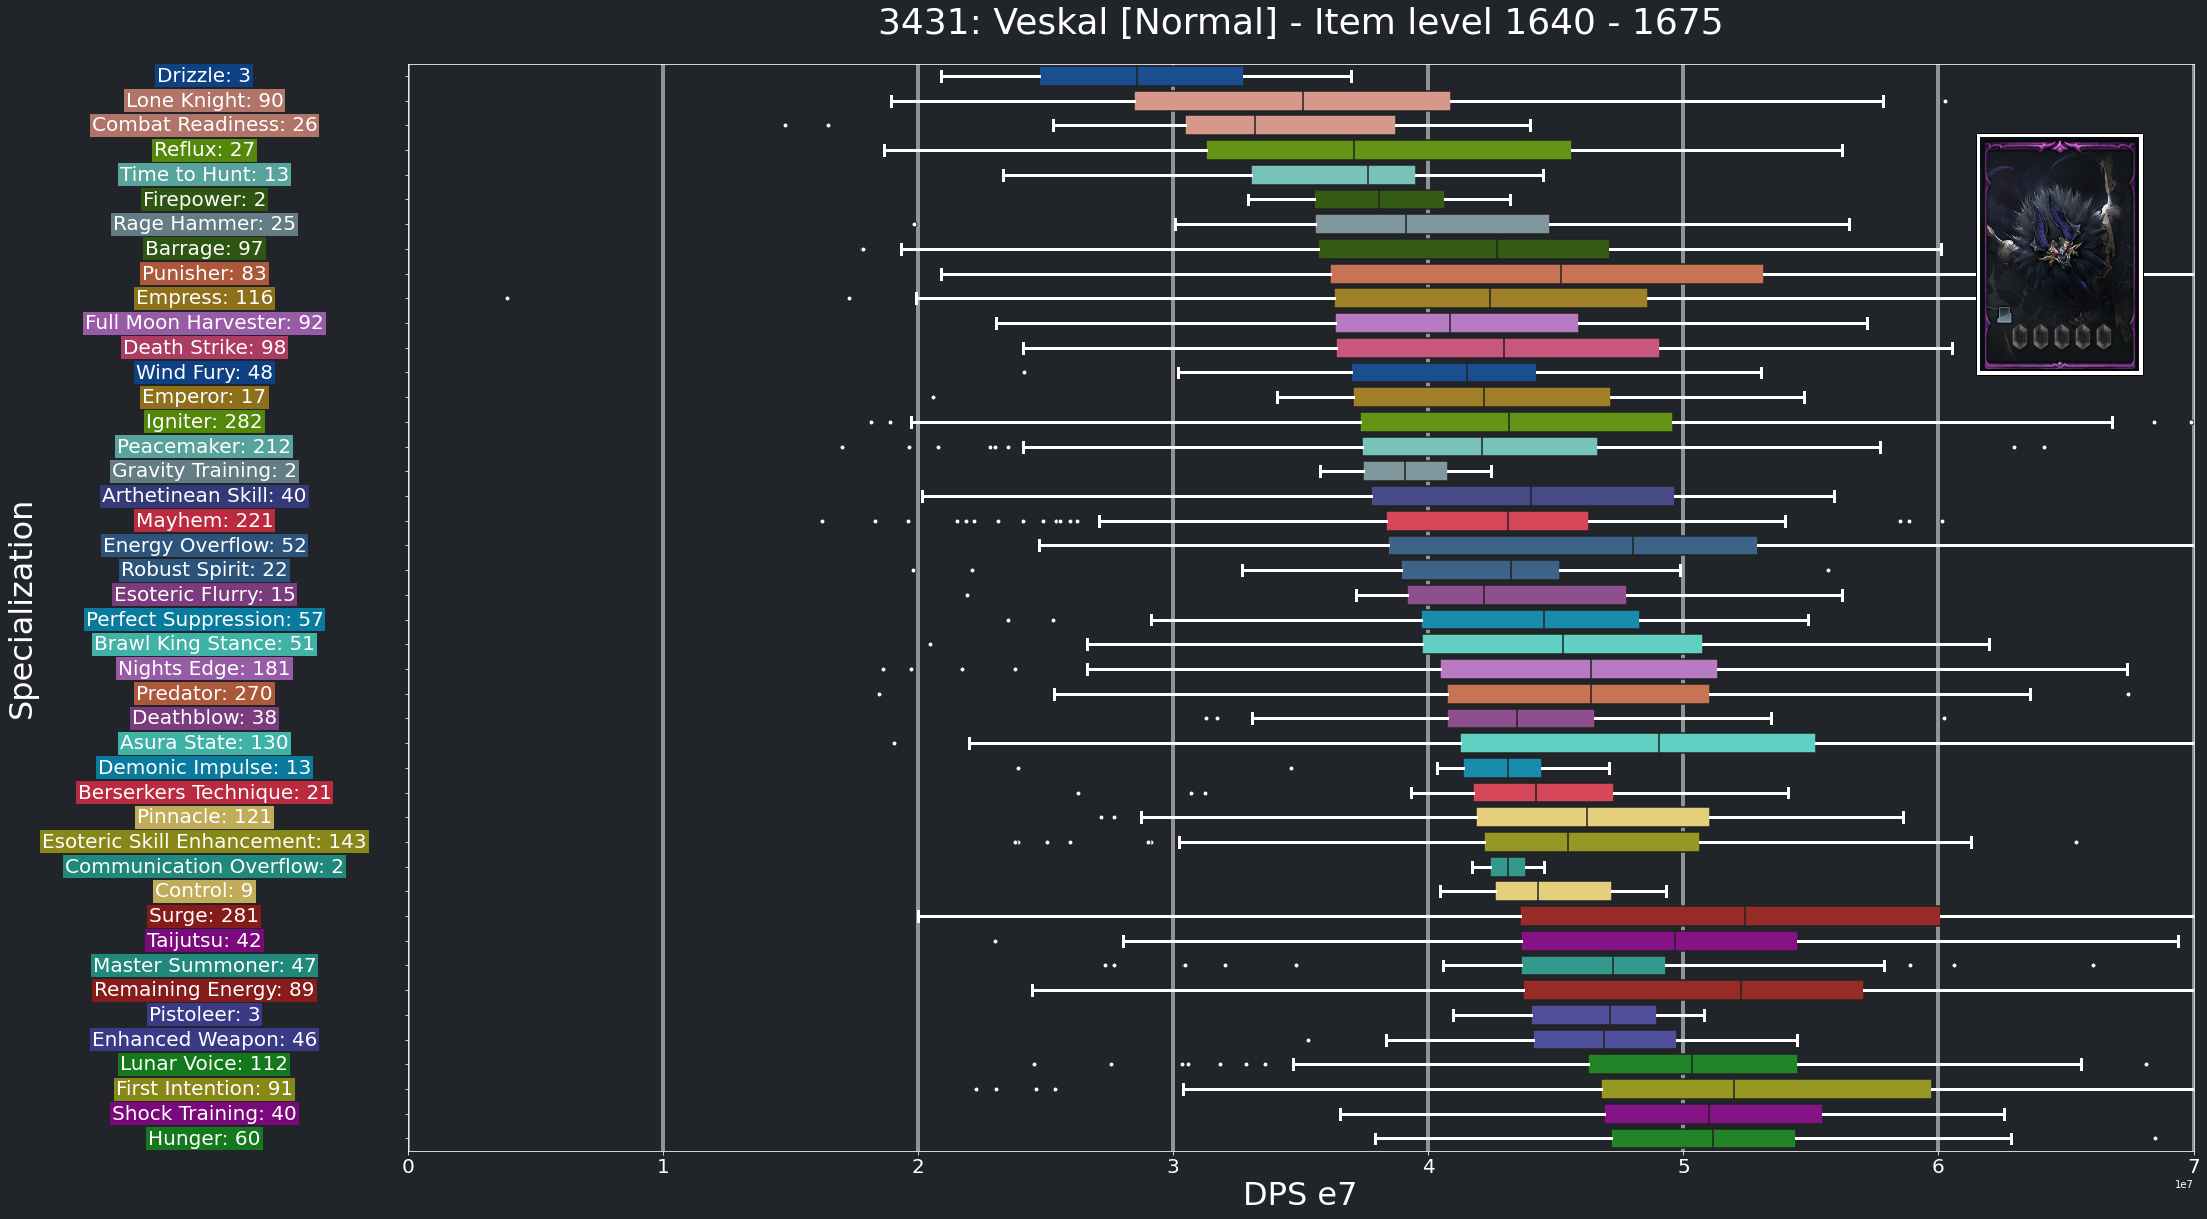 3431: Veskal [Normal] - Item level 1640 - 1675
Specialization
Drizzle: 3
Lone Knight: 90
Combat Readiness: 26
Reflux: 27
Time to Hunt: 13
Firepower: 2
Rage Hammer: 25
Barrage: 97
Punisher: 83
Empress: 116
Full Moon Harvester: 92
Death Strike: 98
Wind Fury: 48
Emperor: 17
Igniter: 282
Peacemaker: 212
Gravity Training: 2
Arthetinean Skill: 40
Mayhem: 221
Energy Overflow: 52
Robust Spirit: 22
Esoteric Flurry: 15
Perfect Suppression: 57
Brawl King Stance: 51
Nights Edge: 181
Predator: 270
Deathblow: 38
Asura State: 130
Demonic Impulse: 13
Berserkers Technique: 21
Pinnacle: 121
Esoteric Skill Enhancement: 143
Communication Overflow: 2
Control: 9
Surge: 281
Taijutsu: 42
Master Summoner: 47
Remaining Energy: 89
Pistoleer: 3
Enhanced Weapon: 46
Lunar Voice: 112
First Intention: 91
Shock Training: 40
Hunger: 60
0 1 2 3 4 5 6 7
1e7
DPS e7